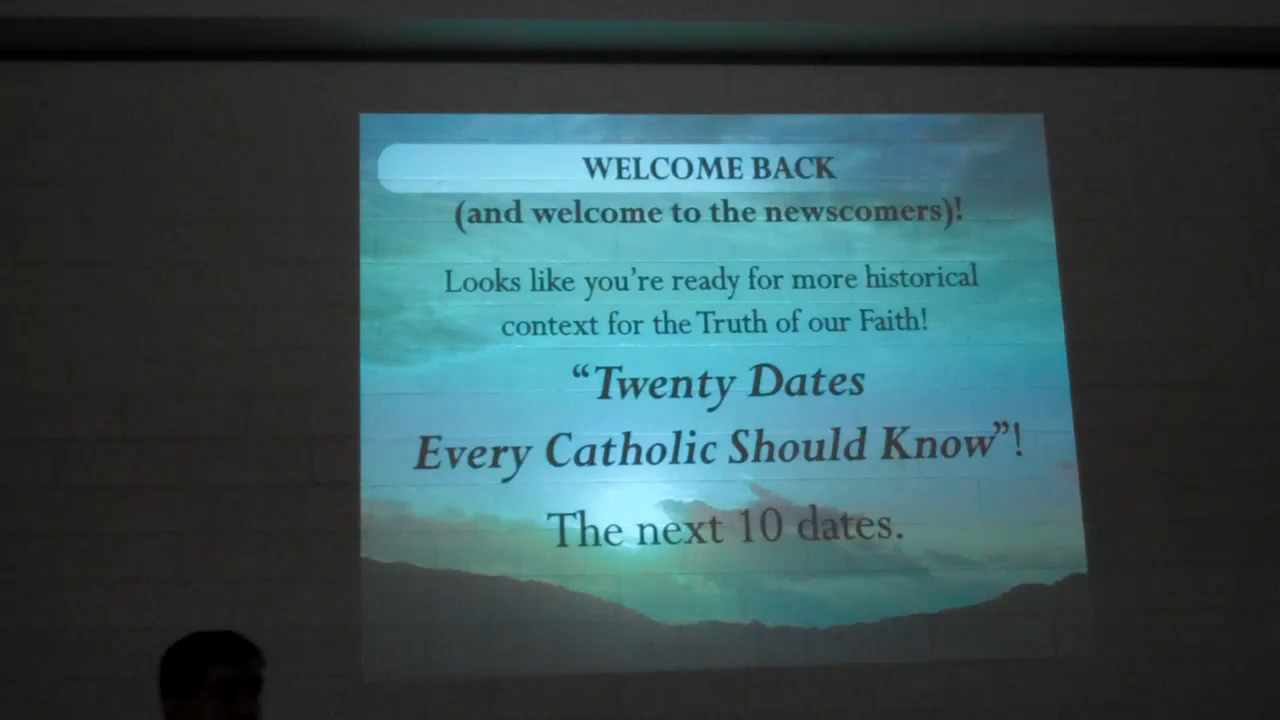 WELCOME BACK
(and welcome to the newscomers)!
Looks like you're ready for more historical
context for the Truth of our Faith!
“Twenty Dates
Every Catholic Should Know”!
The next 10 dates.